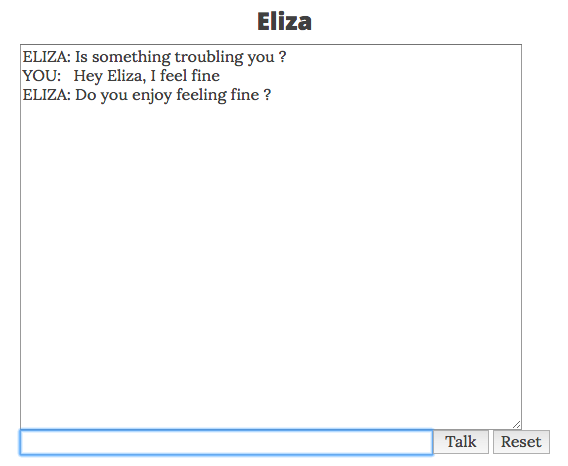 Eliza
ELIZA: Is something troubling you ?
YOU:   Hey Eliza, I feel fine
ELIZA: Do you enjoy feeling fine ?
Talk Reset